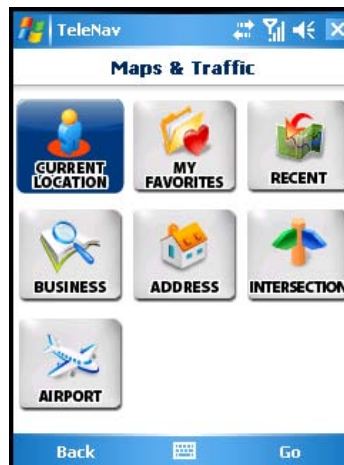 TeleNav
Maps & Traffic
CURRENT
LOCATION
MY
FAVORITES
RECENT
BUSINESS
ADDRESS
INTERSECTION
AIRPORT
Back
Go